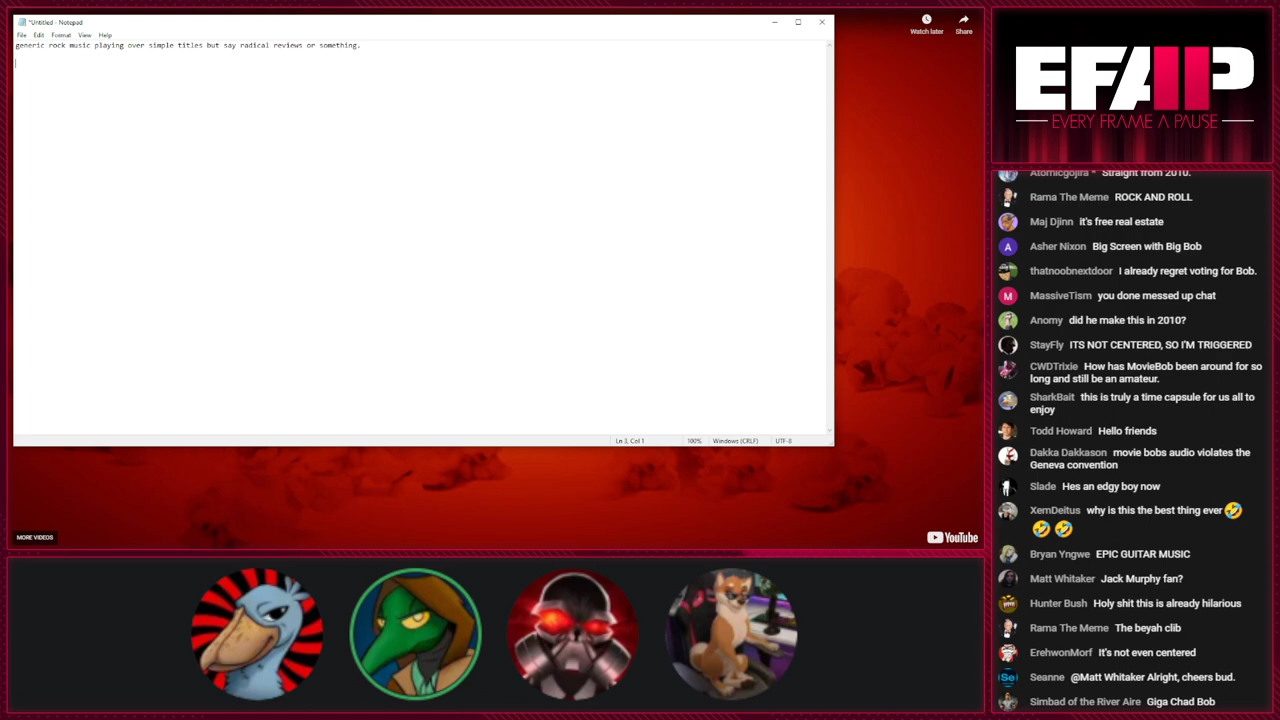 *Untitled - Notepad
File Edit Format View Help
generic rock music playing over simple titles but say radical reviews or something.
Ln 3, Col 1 100% Windows (CRLF) UTF-8
Watch later Share
MORE VIDEOS
YouTube
EFAP
EVERY FRAME A PAUSE
Atomicgojira * Straight from 2010.
Rama The Meme ROCK AND ROLL
Maj Djinn it's free real estate
A
Asher Nixon Big Screen with Big Bob
thatnoobnextdoor I already regret voting for Bob.
M
MassiveTism you done messed up chat
Anomy did he make this in 2010?
StayFly ITS NOT CENTERED, SO I'M TRIGGERED
CWDTrixie How has MovieBob been around for so
long and still be an amateur.
SharkBait this is truly a time capsule for us all to
enjoy
Todd Howard Hello friends
Dakka Dakkason movie bobs audio violates the
Geneva convention
Slade Hes an edgy boy now
XemDeitus why is this the best thing ever🤣
🤣 🤣
Bryan Yngwe EPIC GUITAR MUSIC
Matt Whitaker Jack Murphy fan?
Hunter Bush Holy shit this is already hilarious
Rama The Meme The beyah clib
ErehwonMorf It's not even centered
Se
Seanne @Matt Whitaker Alright, cheers bud.
Simbad of the River Aire Giga Chad Bob